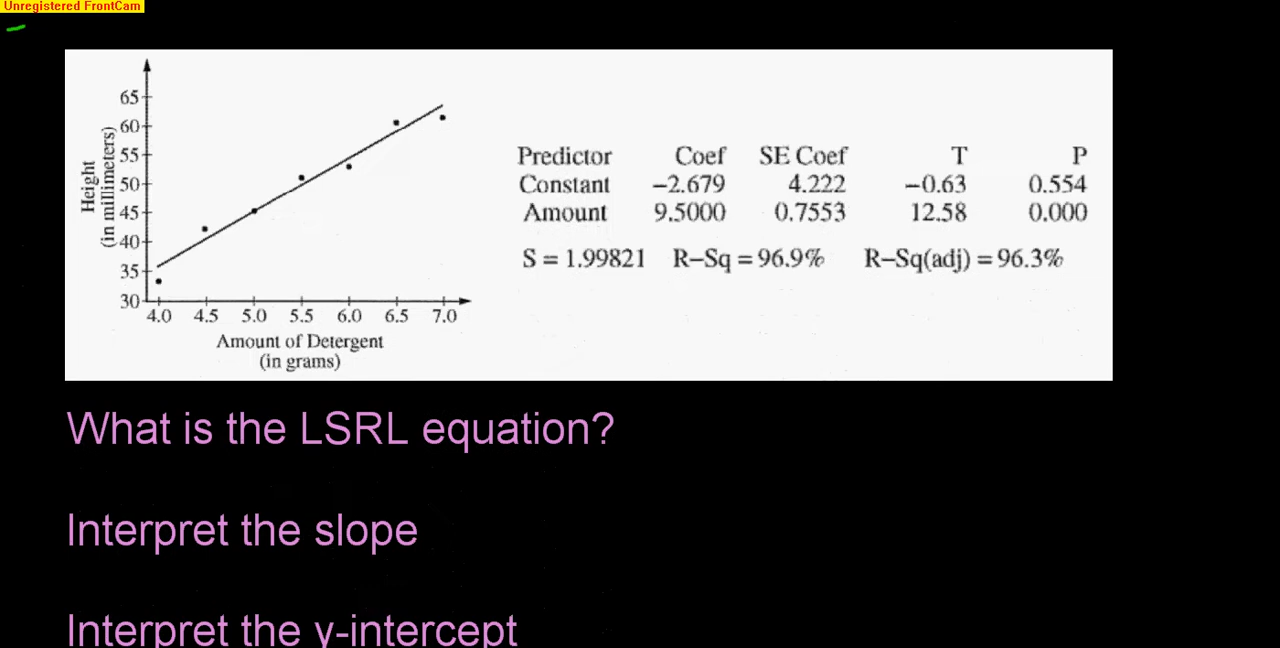 Unregistered FrontCam
65
60
55
50
45
40
35
30
Height
(in millimeters)
4.0 4.5 5.0 5.5 6.0 6.5 7.0
Amount of Detergent
(in grams)
Predictor Coef SE Coef T P
Constant −2.679 4.222 −0.63 0.554
Amount 9.5000 0.7553 12.58 0.000
S = 1.99821 R–Sq = 96.9% R–Sq(adj) = 96.3%
What is the LSRL equation?
Interpret the slope
Interpret the y-intercept